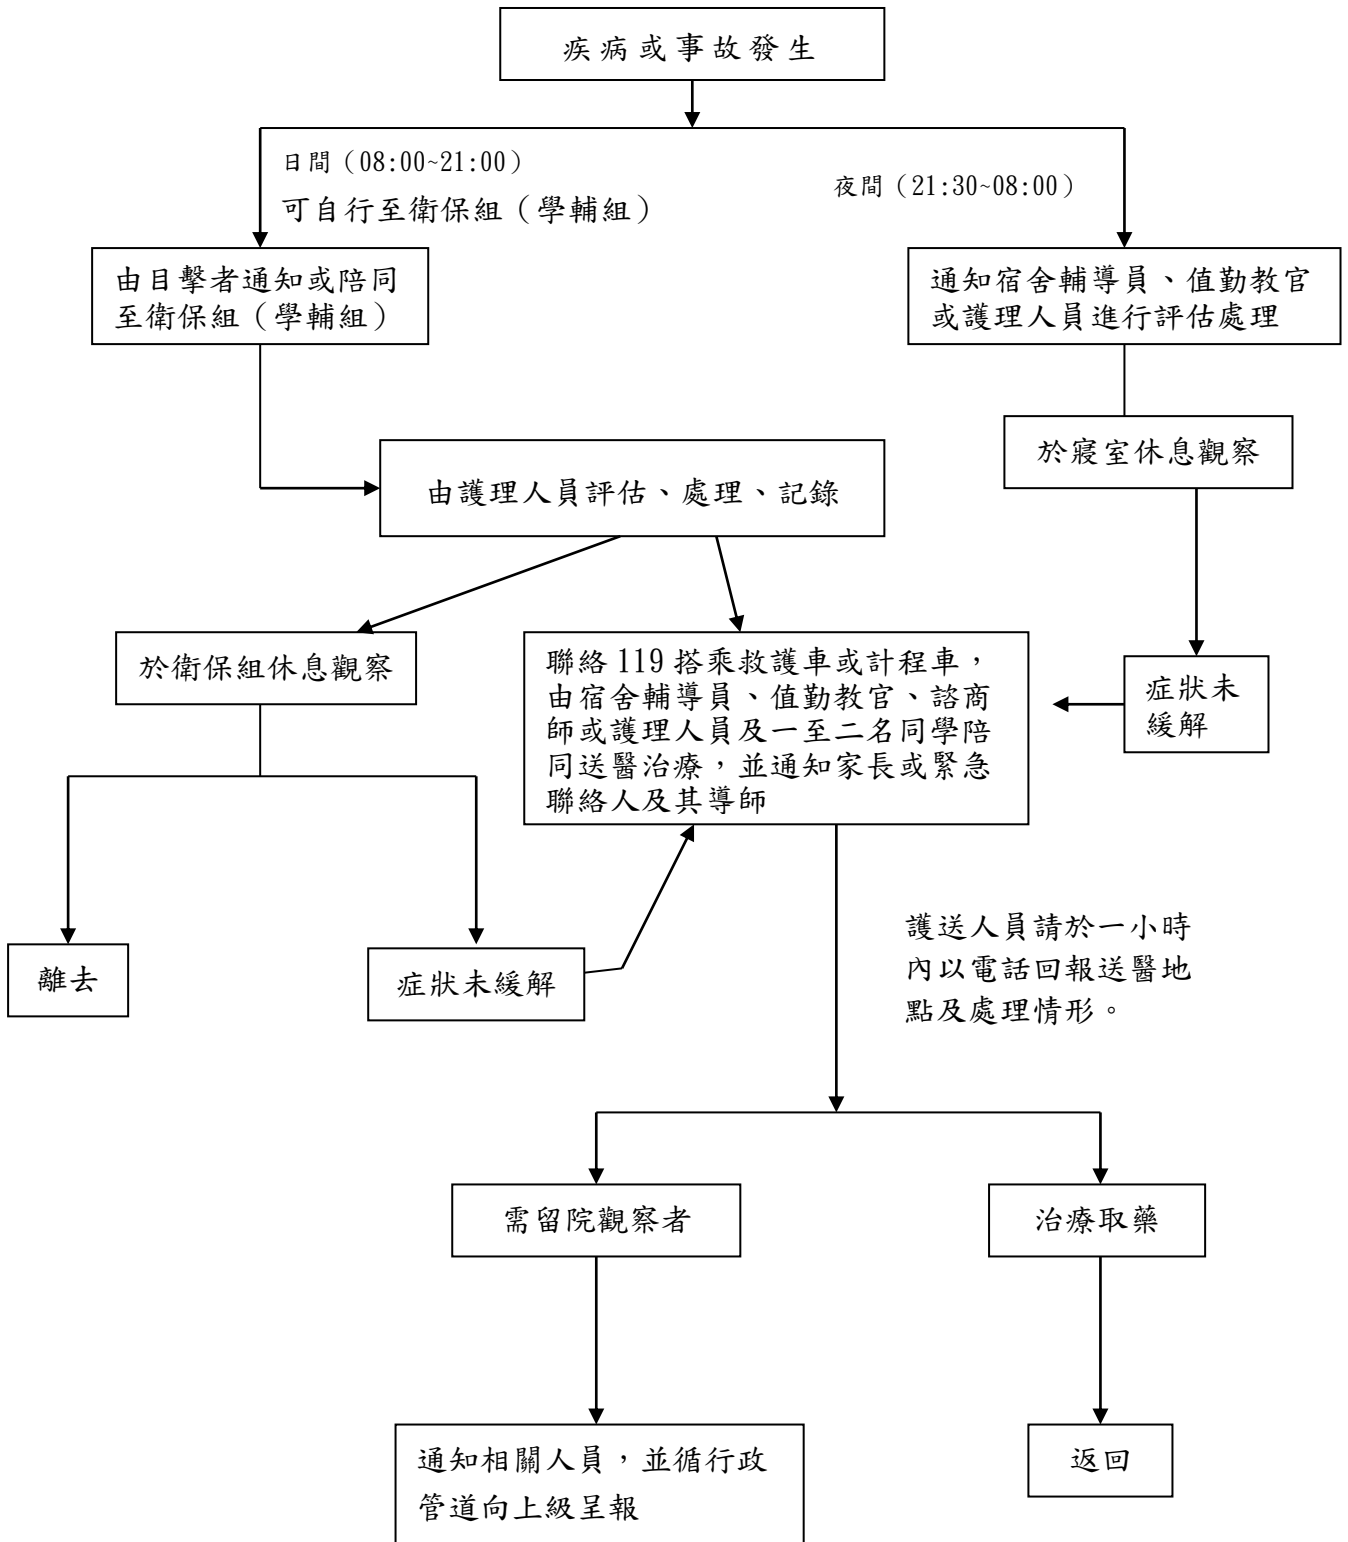 疾病或事故發生
日間（08:00~21:00）
可自行至衛保組（學輔組）
夜間（21:30~08:00）
由目擊者通知或陪同
至衛保組（學輔組）
通知宿舍輔導員、值勤教官
或護理人員進行評估處理
於寢室休息觀察
由護理人員評估、處理、記錄
於衛保組休息觀察
聯絡 119 搭乘救護車或計程車，
由宿舍輔導員、值勤教官、諮商
師或護理人員及一至二名同學陪
同送醫治療，並通知家長或緊急
聯絡人及其導師
症狀未
緩解
離去
症狀未緩解
護送人員請於一小時
內以電話回報送醫地
點及處理情形。
需留院觀察者
治療取藥
通知相關人員，並循行政
管道向上級呈報
返回